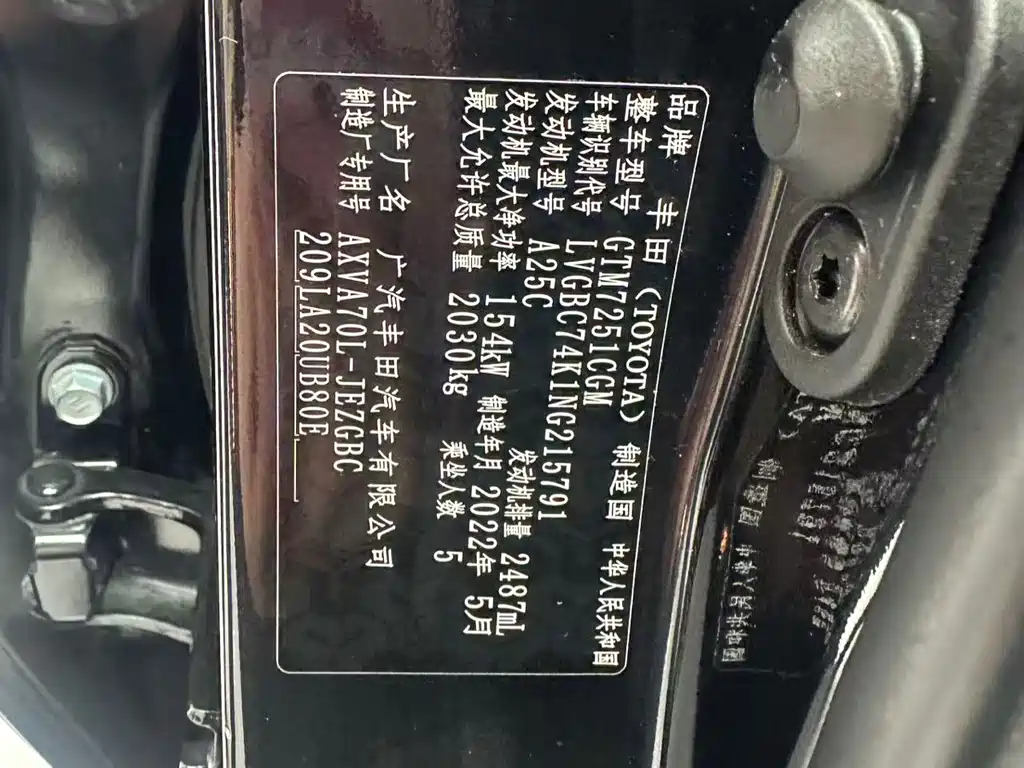 品牌 丰田（TOYOTA） 制造国 中华人民共和国
整车型号 GTM7251CGM
车辆识别代号 LVGBC74K1NG215791
发动机型号 A25C 发动机排量 2487mL
发动机最大净功率 154kW 制造年月 2022年 5月
最大允许总质量 2030kg 乘坐人数 5
生产厂名 广汽丰田汽车有限公司
制造厂专用号 AXVA70L-JEZGBC
209LA20UB80E